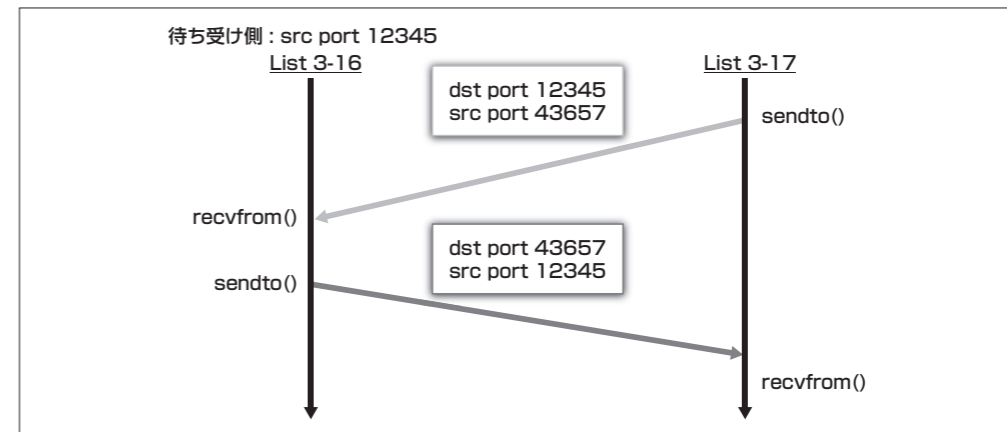 待ち受け側 : src port 12345
List 3-16
List 3-17
dst port 12345
src port 43657
sendto()
recvfrom()
dst port 43657
src port 12345
sendto()
recvfrom()